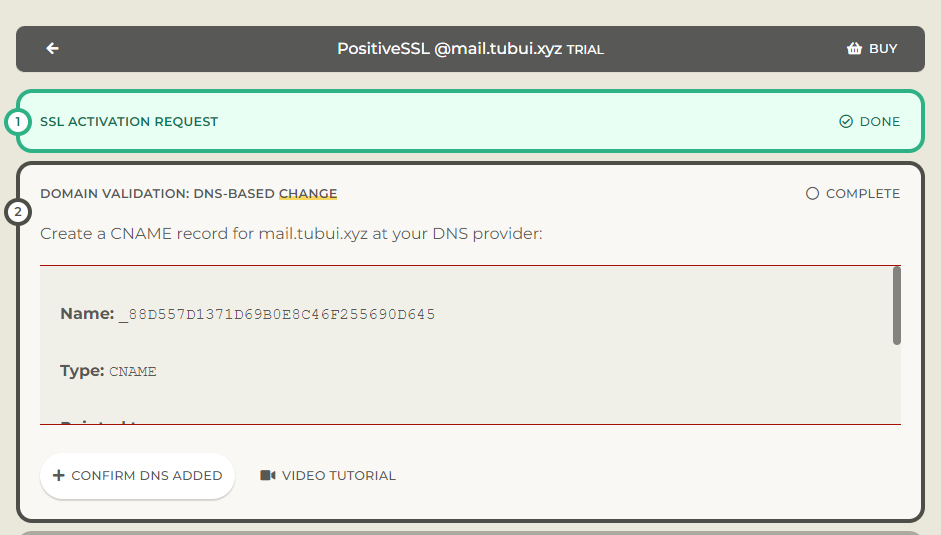 PositiveSSL @mail.tubui.xyz TRIAL
BUY
1
SSL ACTIVATION REQUEST
DONE
2
DOMAIN VALIDATION: DNS-BASED CHANGE
COMPLETE
Create a CNAME record for mail.tubui.xyz at your DNS provider:
Name: _88D557D1371D69B0E8C46F255690D645
Type: CNAME
CONFIRM DNS ADDED
VIDEO TUTORIAL